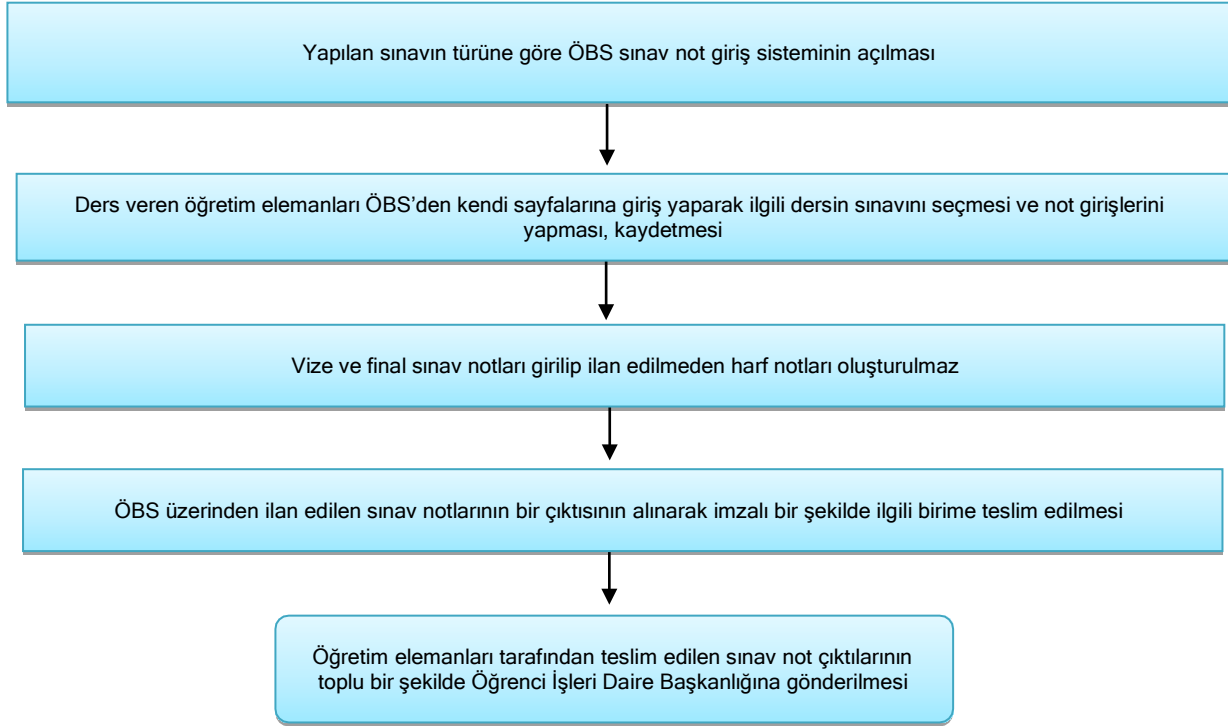 Yapılan sınavın türüne göre ÖBS sınav not giriş sisteminin açılması
Ders veren öğretim elemanları ÖBS’den kendi sayfalarına giriş yaparak ilgili dersin sınavını seçmesi ve not girişlerini
yapması, kaydetmesi
Vize ve final sınav notları girilip ilan edilmeden harf notları oluşturulmaz
ÖBS üzerinden ilan edilen sınav notlarının bir çıktısının alınarak imzalı bir şekilde ilgili birime teslim edilmesi
Öğretim elemanları tarafından teslim edilen sınav not çıktılarının
toplu bir şekilde Öğrenci İşleri Daire Başkanlığına gönderilmesi